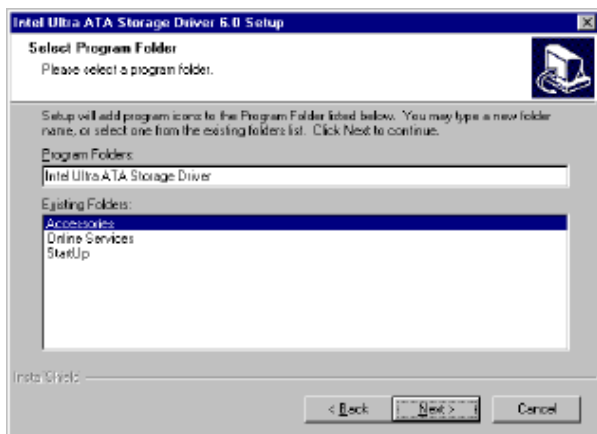 Intel Ultra ATA Storage Driver 6.0 Setup
Select Program Folder
Please select a program folder.
Setup will add program icons to the Program Folder listed below. You may type a new folder
name, or select one from the existing folders list. Click Next to continue.
Program Folders:
Intel Ultra ATA Storage Driver
Existing Folders:
Accessories
Online Services
StartUp
InstallShield
< Back
Next >
Cancel